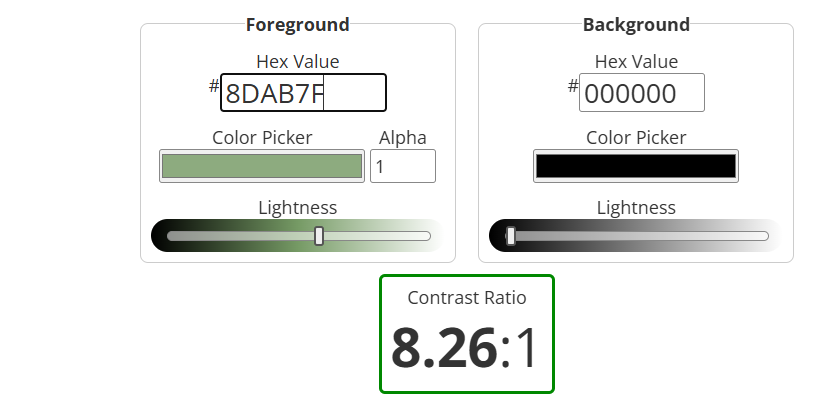 Foreground
Hex Value
# 8DAB7F
Color Picker Alpha
1
Lightness
Background
Hex Value
# 000000
Color Picker
Lightness
Contrast Ratio
8.26:1